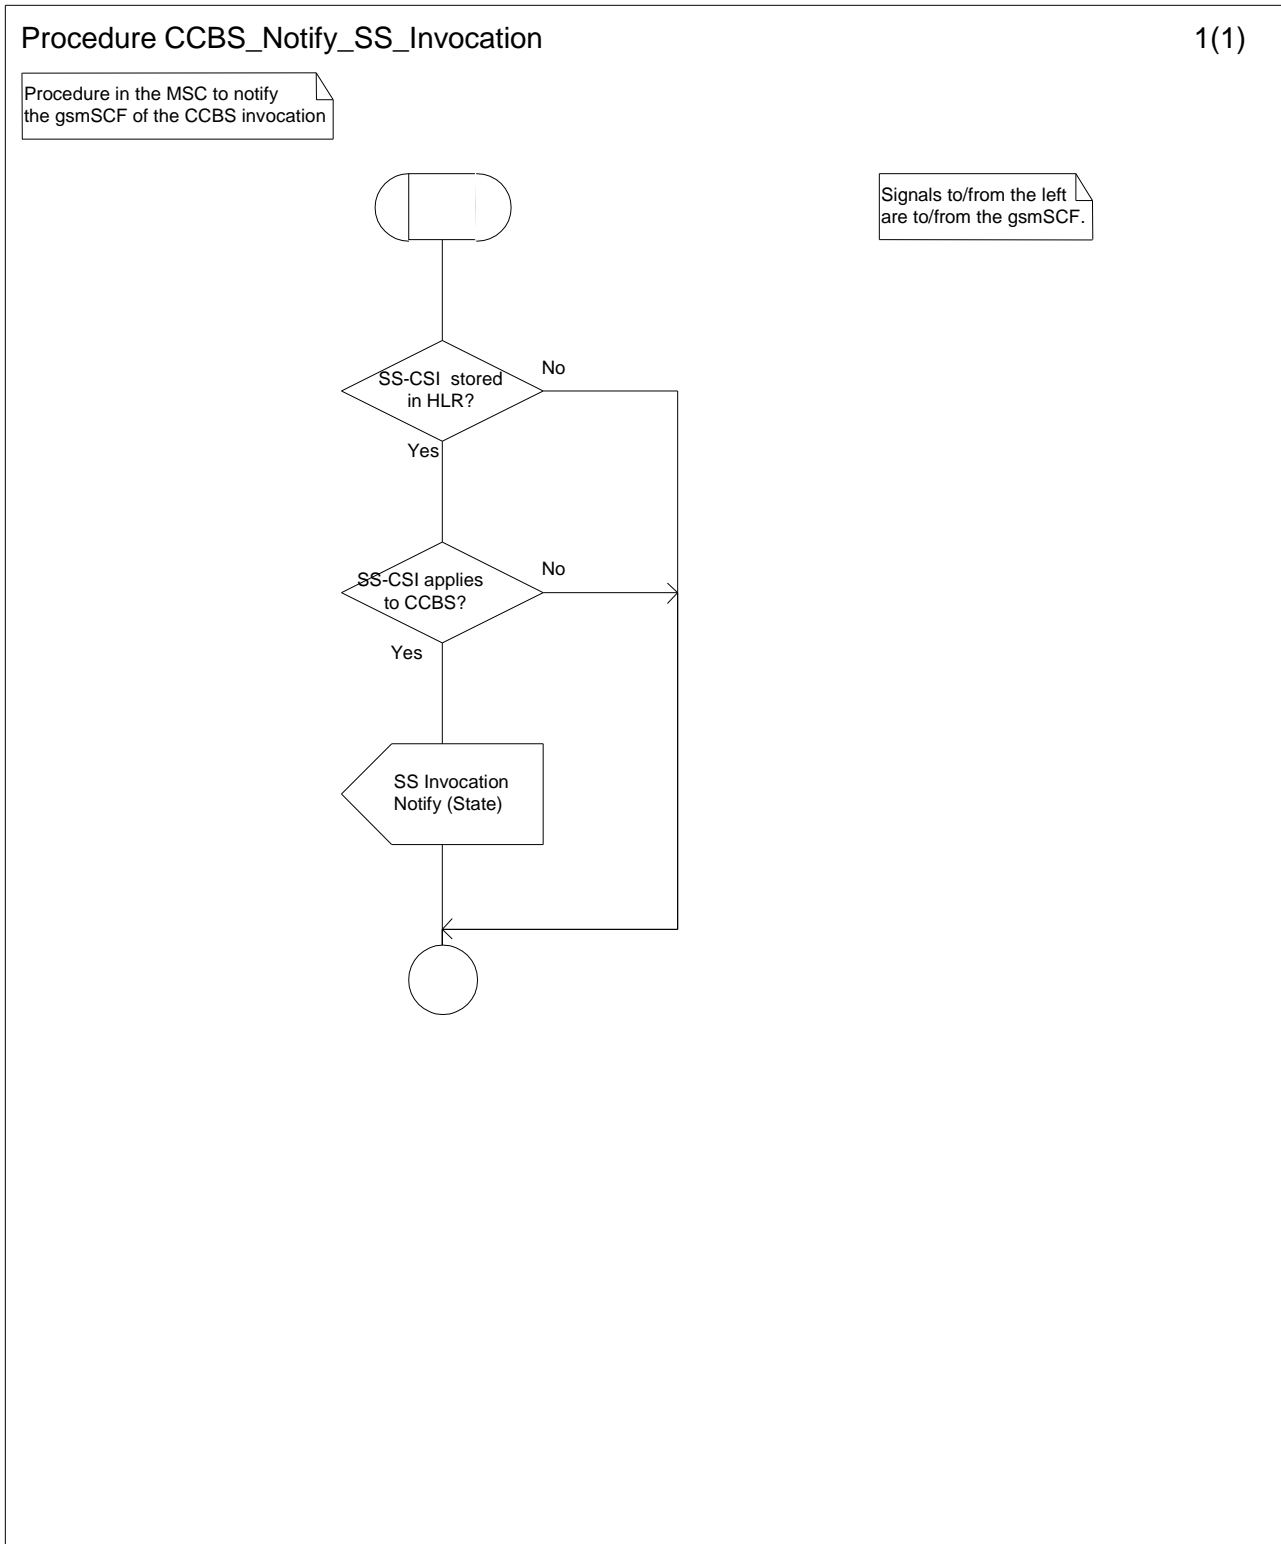 Procedure CCBS_Notify_SS_Invocation 1(1)
Procedure in the MSC to notify
the gsmSCF of the CCBS invocation
Signals to/from the left
are to/from the gsmSCF.
SS-CSI stored
in HLR?
No
Yes
SS-CSI applies
to CCBS?
No
Yes
SS Invocation
Notify (State)